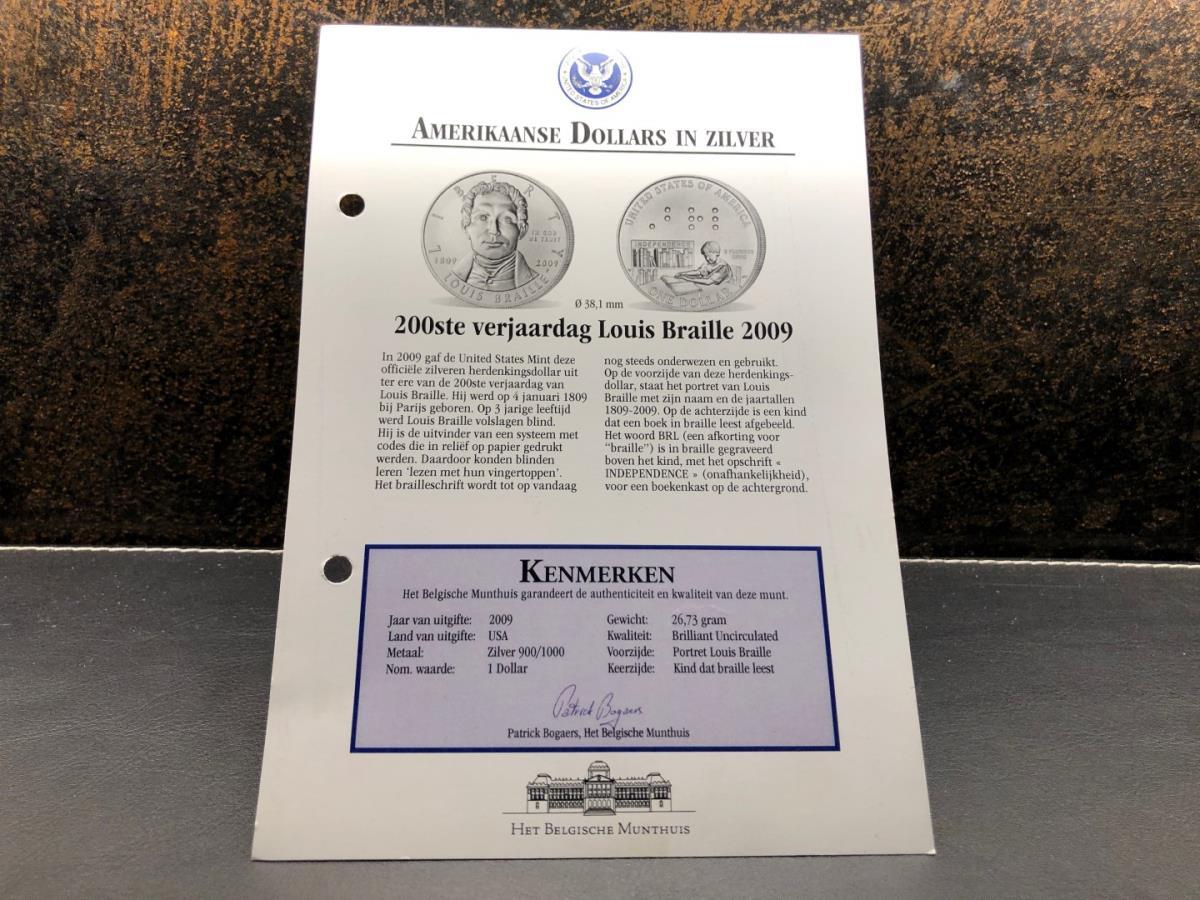 UNITED STATES OF AMERICA
AMERIKAANSE DOLLARS IN ZILVER
LIBERTY
IN GOD
WE TRUST
1809 2009
LOUIS BRAILLE
UNITED STATES OF AMERICA
INDEPENDENCE
E PLURIBUS
UNUM
ONE DOLLAR
Ø 38,1 mm
200ste verjaardag Louis Braille 2009
In 2009 gaf de United States Mint deze
officiële zilveren herdenkingsdollar uit
ter ere van de 200ste verjaardag van
Louis Braille. Hij werd op 4 januari 1809
bij Parijs geboren. Op 3 jarige leeftijd
werd Louis Braille volslagen blind.
Hij is de uitvinder van een systeem met
codes die in reliëf op papier gedrukt
werden. Daardoor konden blinden
leren ‘lezen met hun vingertoppen’.
Het brailleschrift wordt tot op vandaag
nog steeds onderwezen en gebruikt.
Op de voorzijde van deze herdenkings-
dollar, staat het portret van Louis
Braille met zijn naam en de jaartallen
1809-2009. Op de achterzijde is een kind
dat een boek in braille leest afgebeeld.
Het woord BRL (een afkorting voor
“braille”) is in braille gegraveerd
boven het kind, met het opschrift «
INDEPENDENCE » (onafhankelijkheid),
voor een boekenkast op de achtergrond.
KENMERKEN
Het Belgische Munthuis garandeert de authenticiteit en kwaliteit van deze munt.
Jaar van uitgifte: 2009
Land van uitgifte: USA
Metaal: Zilver 900/1000
Nom. waarde: 1 Dollar
Gewicht: 26,73 gram
Kwaliteit: Brilliant Uncirculated
Voorzijde: Portret Louis Braille
Keerzijde: Kind dat braille leest
Patrick Bogaers
Patrick Bogaers, Het Belgische Munthuis
HET BELGISCHE MUNTHUIS